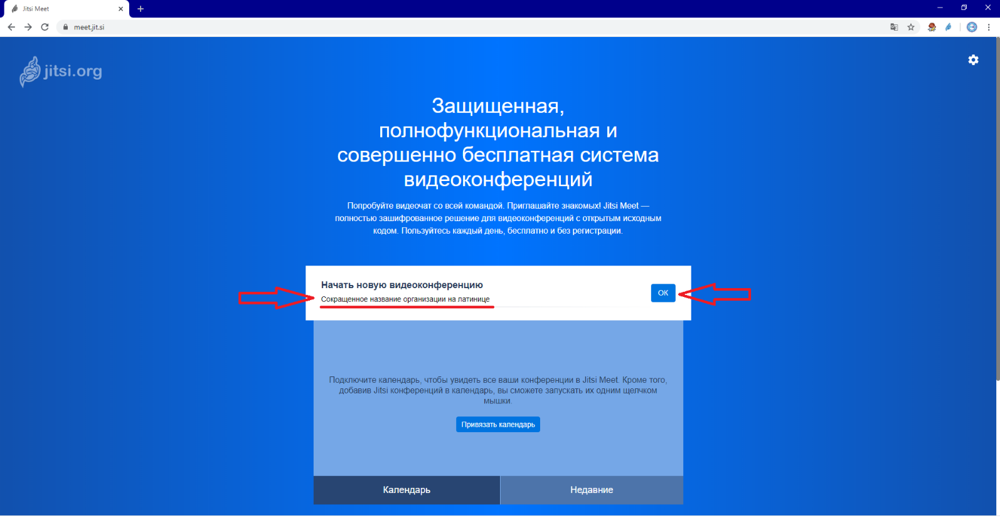 Jitsi Meet
meet.jit.si
jitsi.org
Защищенная,
полнофункциональная и
совершенно бесплатная система
видеоконференций
Попробуйте видеочат со всей командой. Приглашайте знакомых! Jitsi Meet —
полностью зашифрованное решение для видеоконференций с открытым исходным
кодом. Пользуйтесь каждый день, бесплатно и без регистрации.
Начать новую видеоконференцию
Сокращенное название организации на латинице
ОК
Подключите календарь, чтобы увидеть все ваши конференции в Jitsi Meet. Кроме того,
добавив Jitsi конференций в календарь, вы сможете запускать их одним щелчком
мышки.
Привязать календарь
Календарь
Недавние